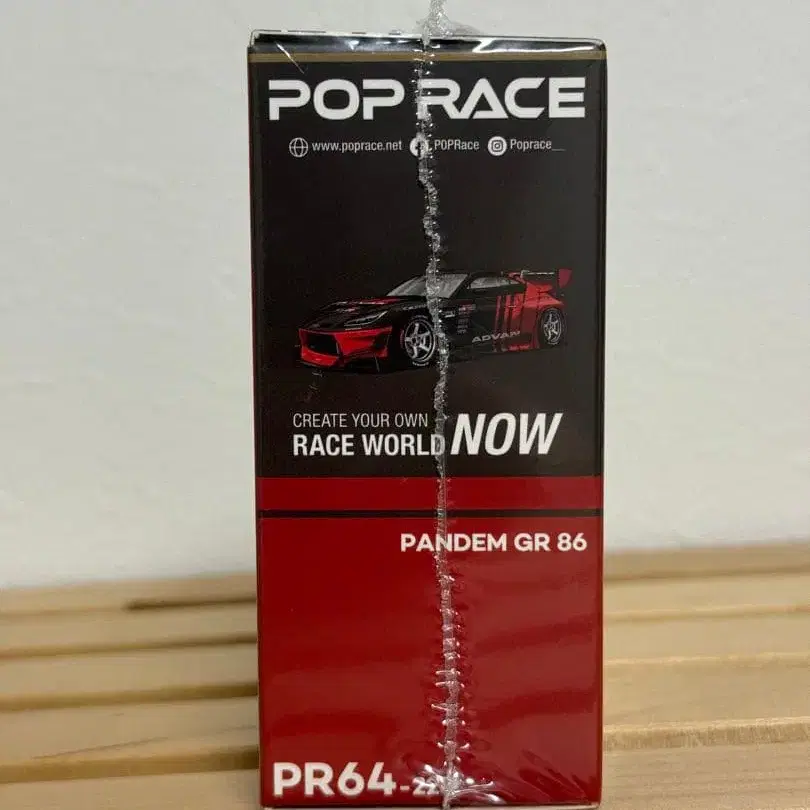 POP RACE
www.poprace.net POPRace Poprace__
ADVAN
CREATE YOUR OWN
RACE WORLD NOW
PANDEM GR 86
PR64-